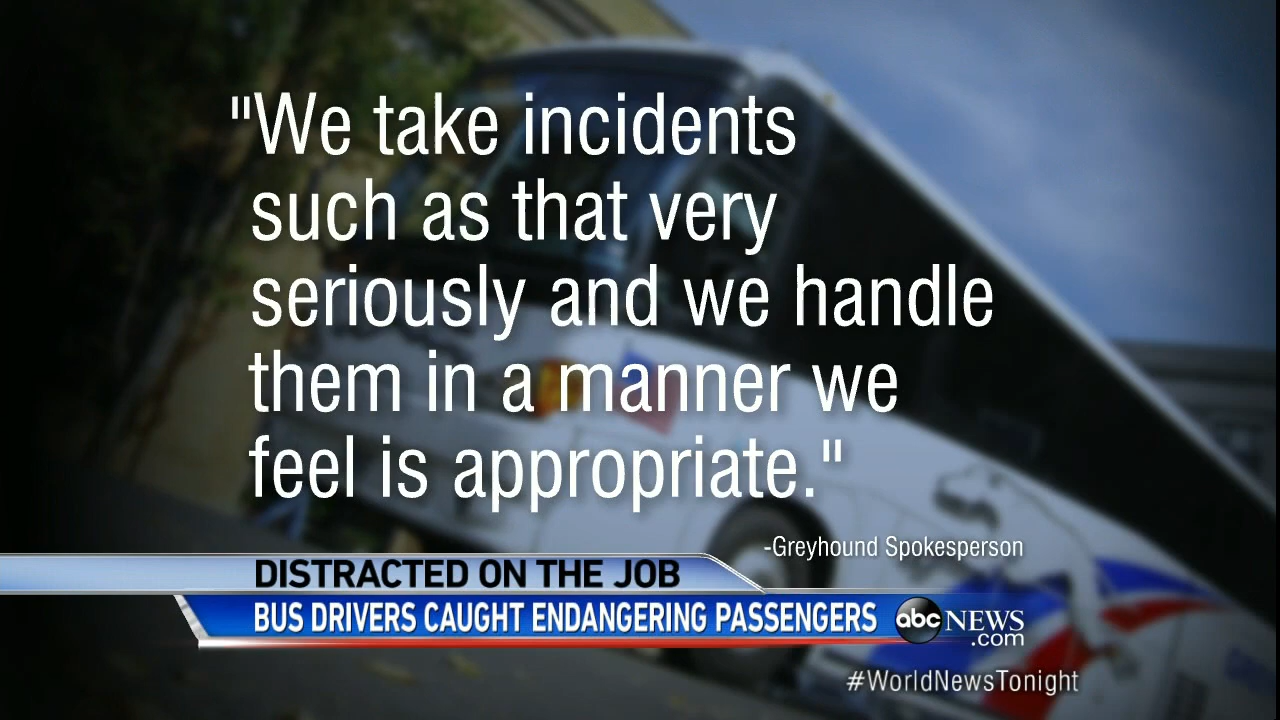 "We take incidents
such as that very
seriously and we handle
them in a manner we
feel is appropriate."
-Greyhound Spokesperson
DISTRACTED ON THE JOB
BUS DRIVERS CAUGHT ENDANGERING PASSENGERS
abc NEWS
.com
#WorldNewsTonight